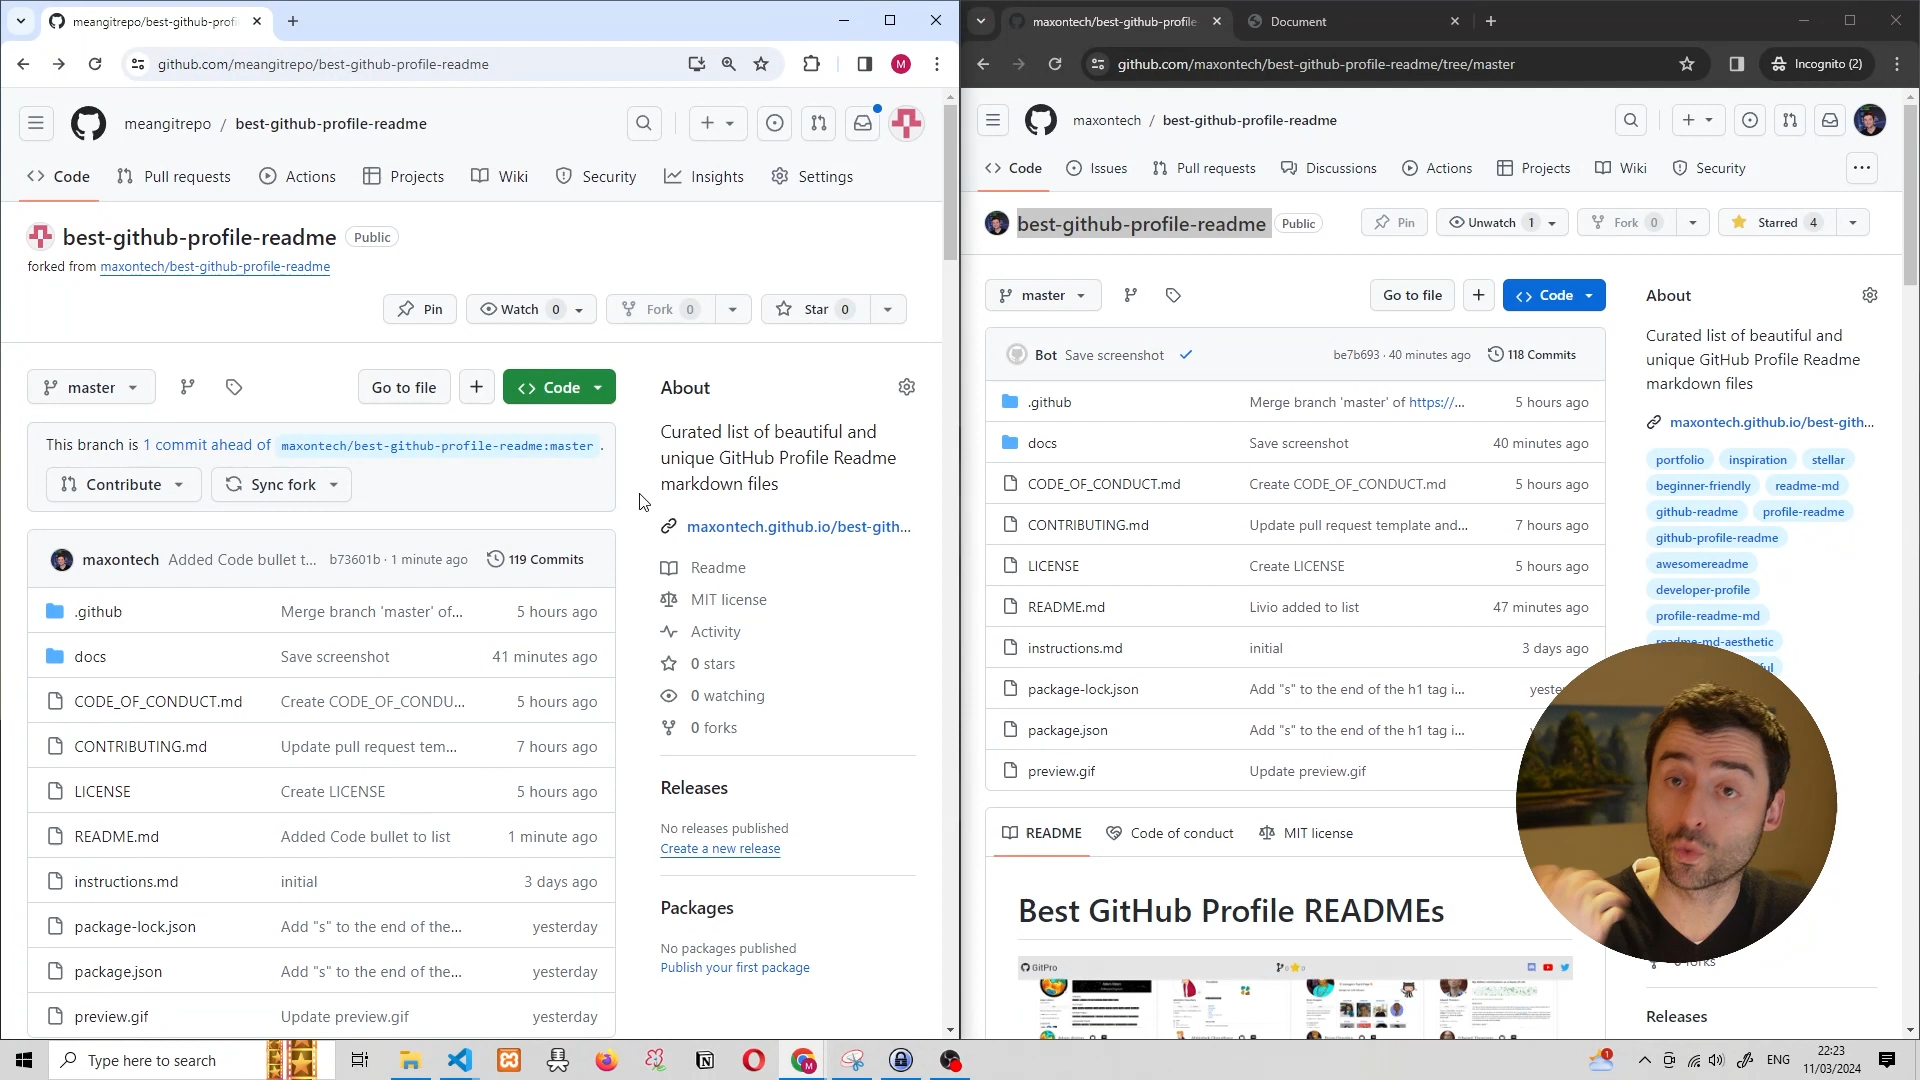 meangitrepo/best-github-profi
github.com/meangitrepo/best-github-profile-readme
M
meangitrepo / best-github-profile-readme
Code
Pull requests
Actions
Projects
Wiki
Security
Insights
Settings
best-github-profile-readme Public
forked from maxontech/best-github-profile-readme
Pin
Watch 0
Fork 0
Star 0
master
Go to file
Code
This branch is 1 commit ahead of maxontech/best-github-profile-readme:master .
Contribute
Sync fork
maxontech Added Code bullet t... b73601b · 1 minute ago 119 Commits
.github Merge branch 'master' of... 5 hours ago
docs Save screenshot 41 minutes ago
CODE_OF_CONDUCT.md Create CODE_OF_CONDU... 5 hours ago
CONTRIBUTING.md Update pull request tem... 7 hours ago
LICENSE Create LICENSE 5 hours ago
README.md Added Code bullet to list 1 minute ago
instructions.md initial 3 days ago
package-lock.json Add "s" to the end of the... yesterday
package.json Add "s" to the end of the... yesterday
preview.gif Update preview.gif yesterday
About
Curated list of beautiful and
unique GitHub Profile Readme
markdown files
maxontech.github.io/best-gith...
Readme
MIT license
Activity
0 stars
0 watching
0 forks
Releases
No releases published
Create a new release
Packages
No packages published
Publish your first package
maxontech/best-github-profile
Document
github.com/maxontech/best-github-profile-readme/tree/master
Incognito (2)
maxontech / best-github-profile-readme
Code
Issues
Pull requests
Discussions
Actions
Projects
Wiki
Security
best-github-profile-readme Public
Pin
Unwatch 1
Fork 0
Starred 4
master
Go to file
Code
Bot Save screenshot be7b693 · 40 minutes ago 118 Commits
.github Merge branch 'master' of https://... 5 hours ago
docs Save screenshot 40 minutes ago
CODE_OF_CONDUCT.md Create CODE_OF_CONDUCT.md 5 hours ago
CONTRIBUTING.md Update pull request template and... 7 hours ago
LICENSE Create LICENSE 5 hours ago
README.md Livio added to list 47 minutes ago
instructions.md initial 3 days ago
package-lock.json Add "s" to the end of the h1 tag i... yeste
package.json Add "s" to the end of the h1 tag i...
preview.gif Update preview.gif
README
Code of conduct
MIT license
Best GitHub Profile READMEs
GitPro
About
Curated list of beautiful and
unique GitHub Profile Readme
markdown files
maxontech.github.io/best-gith...
portfolio inspiration stellar
beginner-friendly readme-md
github-readme profile-readme
github-profile-readme
awesomereadme
developer-profile
profile-readme-md
readme-md-aesthetic
Releases
Type here to search
ENG
22:23
11/03/2024